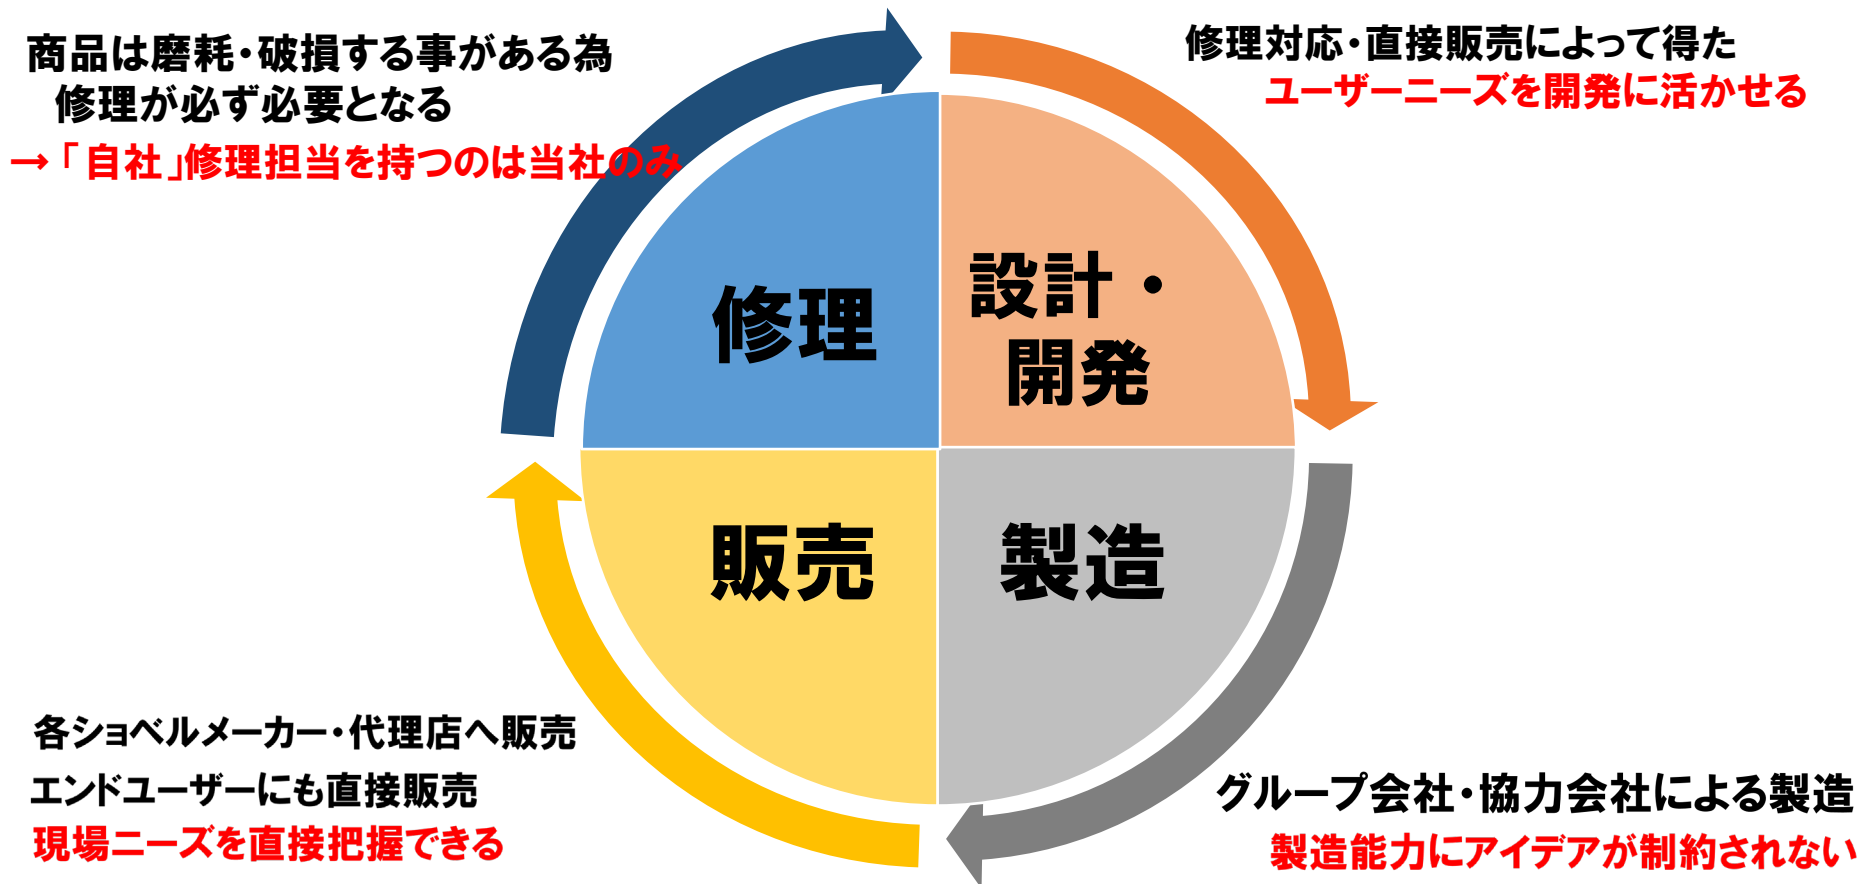 商品は磨耗・破損する事がある為
修理が必ず必要となる
→「自社」修理担当を持つのは当社のみ
修理対応・直接販売によって得た
ユーザーニーズを開発に活かせる
修理
設計・
開発
販売
製造
各ショベルメーカー・代理店へ販売
エンドユーザーにも直接販売
現場ニーズを直接把握できる
グループ会社・協力会社による製造
製造能力にアイデアが制約されない